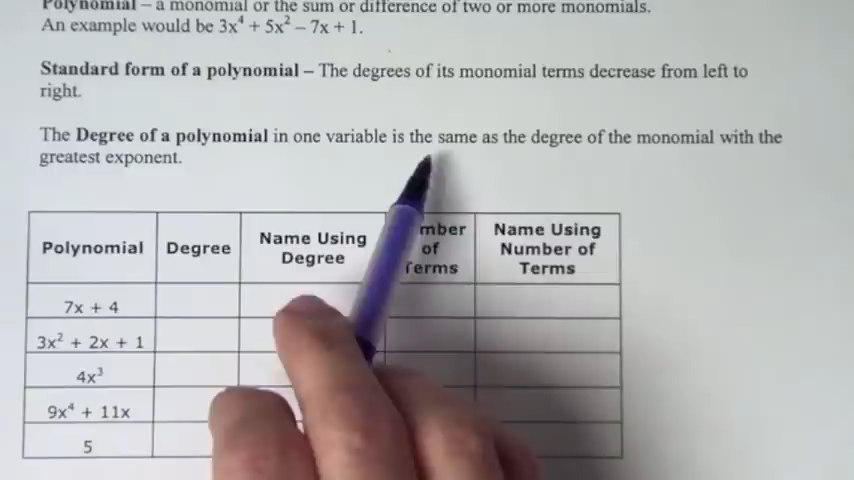 Polynomial – a monomial or the sum or difference of two or more monomials.
An example would be 3x⁴ + 5x² – 7x + 1.
Standard form of a polynomial – The degrees of its monomial terms decrease from left to
right.
The Degree of a polynomial in one variable is the same as the degree of the monomial with the
greatest exponent.
Polynomial Degree Name Using Degree mber of Terms Name Using Number of Terms
7x + 4
3x² + 2x + 1
4x³
9x⁴ + 11x
5